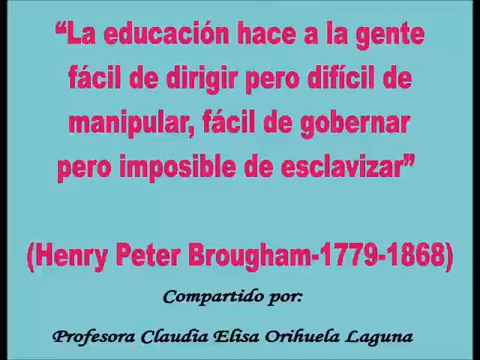 “La educación hace a la gente
fácil de dirigir pero difícil de
manipular, fácil de gobernar
pero imposible de esclavizar”
(Henry Peter Brougham-1779-1868)
Compartido por:
Profesora Claudia Elisa Orihuela Laguna